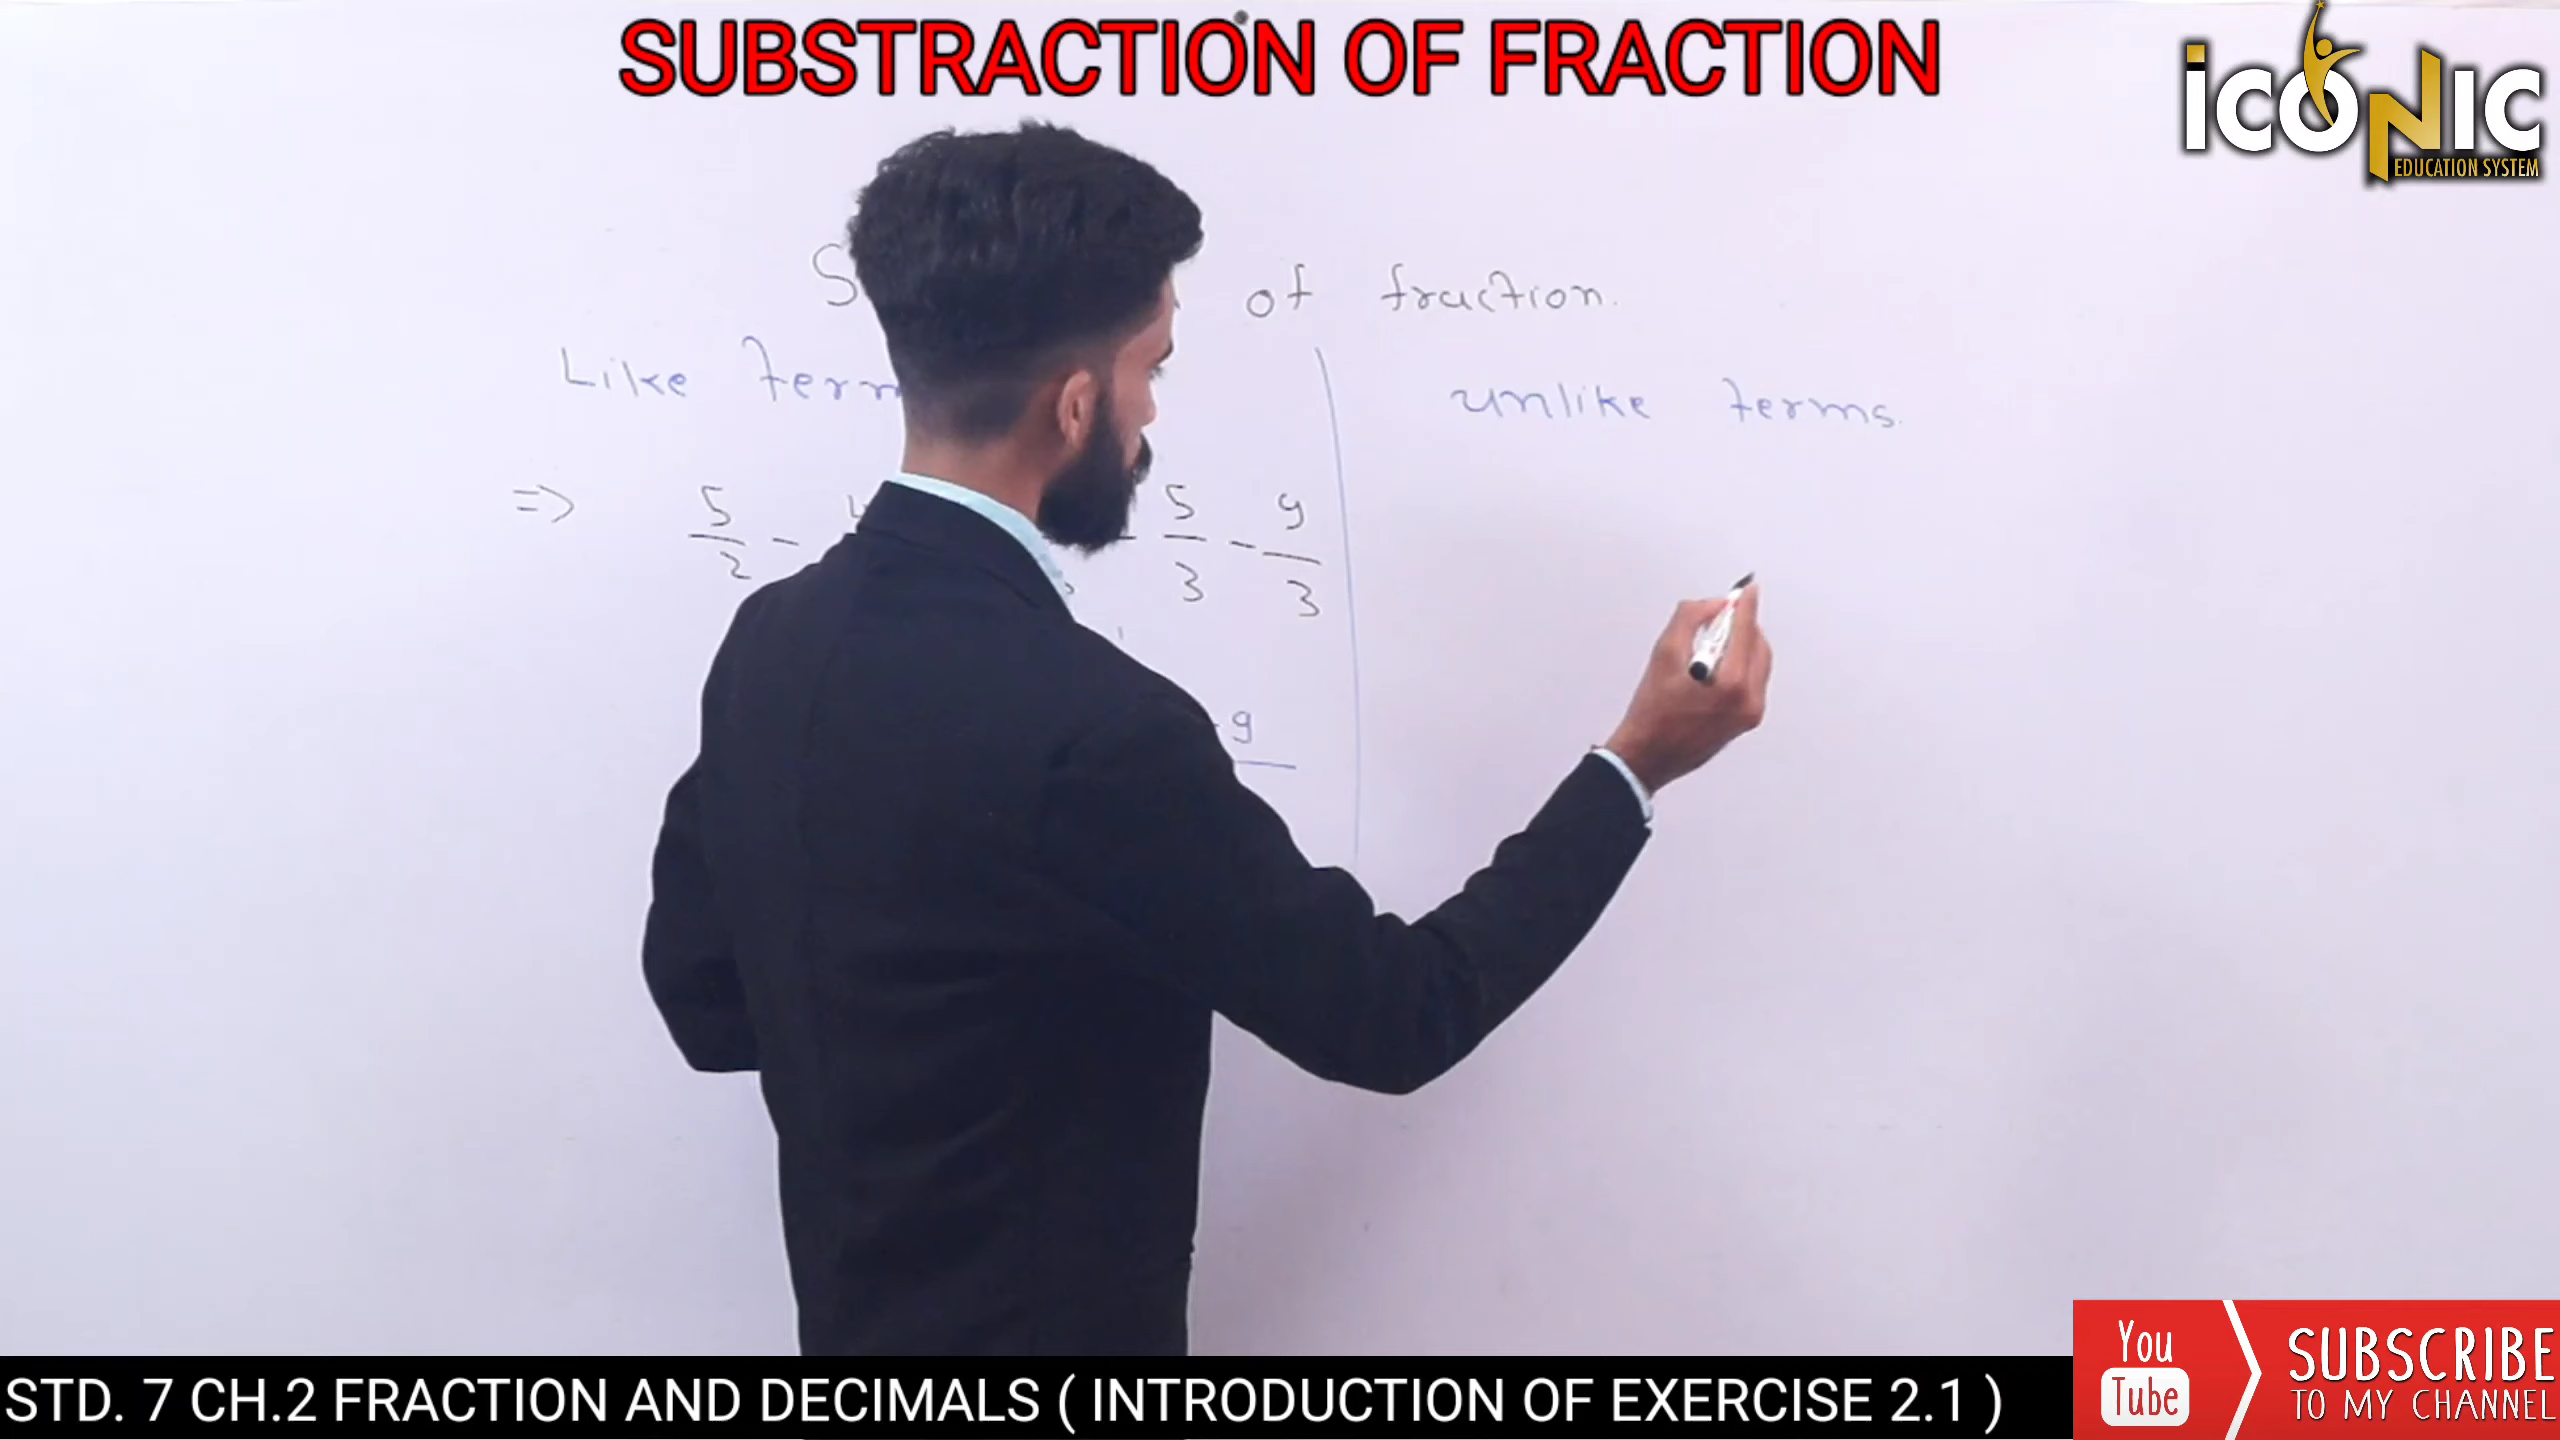 SUBSTRACTION OF FRACTION
iCONIC
EDUCATION SYSTEM
of fraction.
Like
unlike terms.
=> 5/2 - - 5/3 - 9/3
- 9
STD. 7 CH.2 FRACTION AND DECIMALS ( INTRODUCTION OF EXERCISE 2.1 )
You
Tube
SUBSCRIBE
TO MY CHANNEL